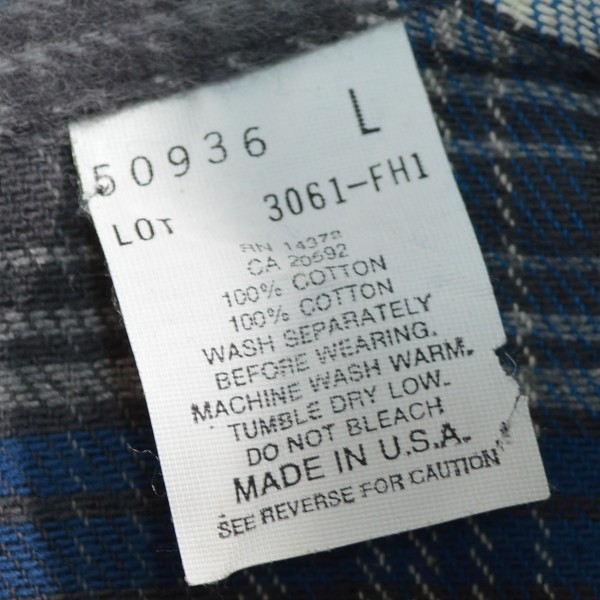 50936 L
LOT 3061-FH1
RN 14372
CA 20592
100% COTTON
100% COTTON
WASH SEPARATELY
BEFORE WEARING.
MACHINE WASH WARM.
TUMBLE DRY LOW.
DO NOT BLEACH
MADE IN U.S.A.
SEE REVERSE FOR CAUTION